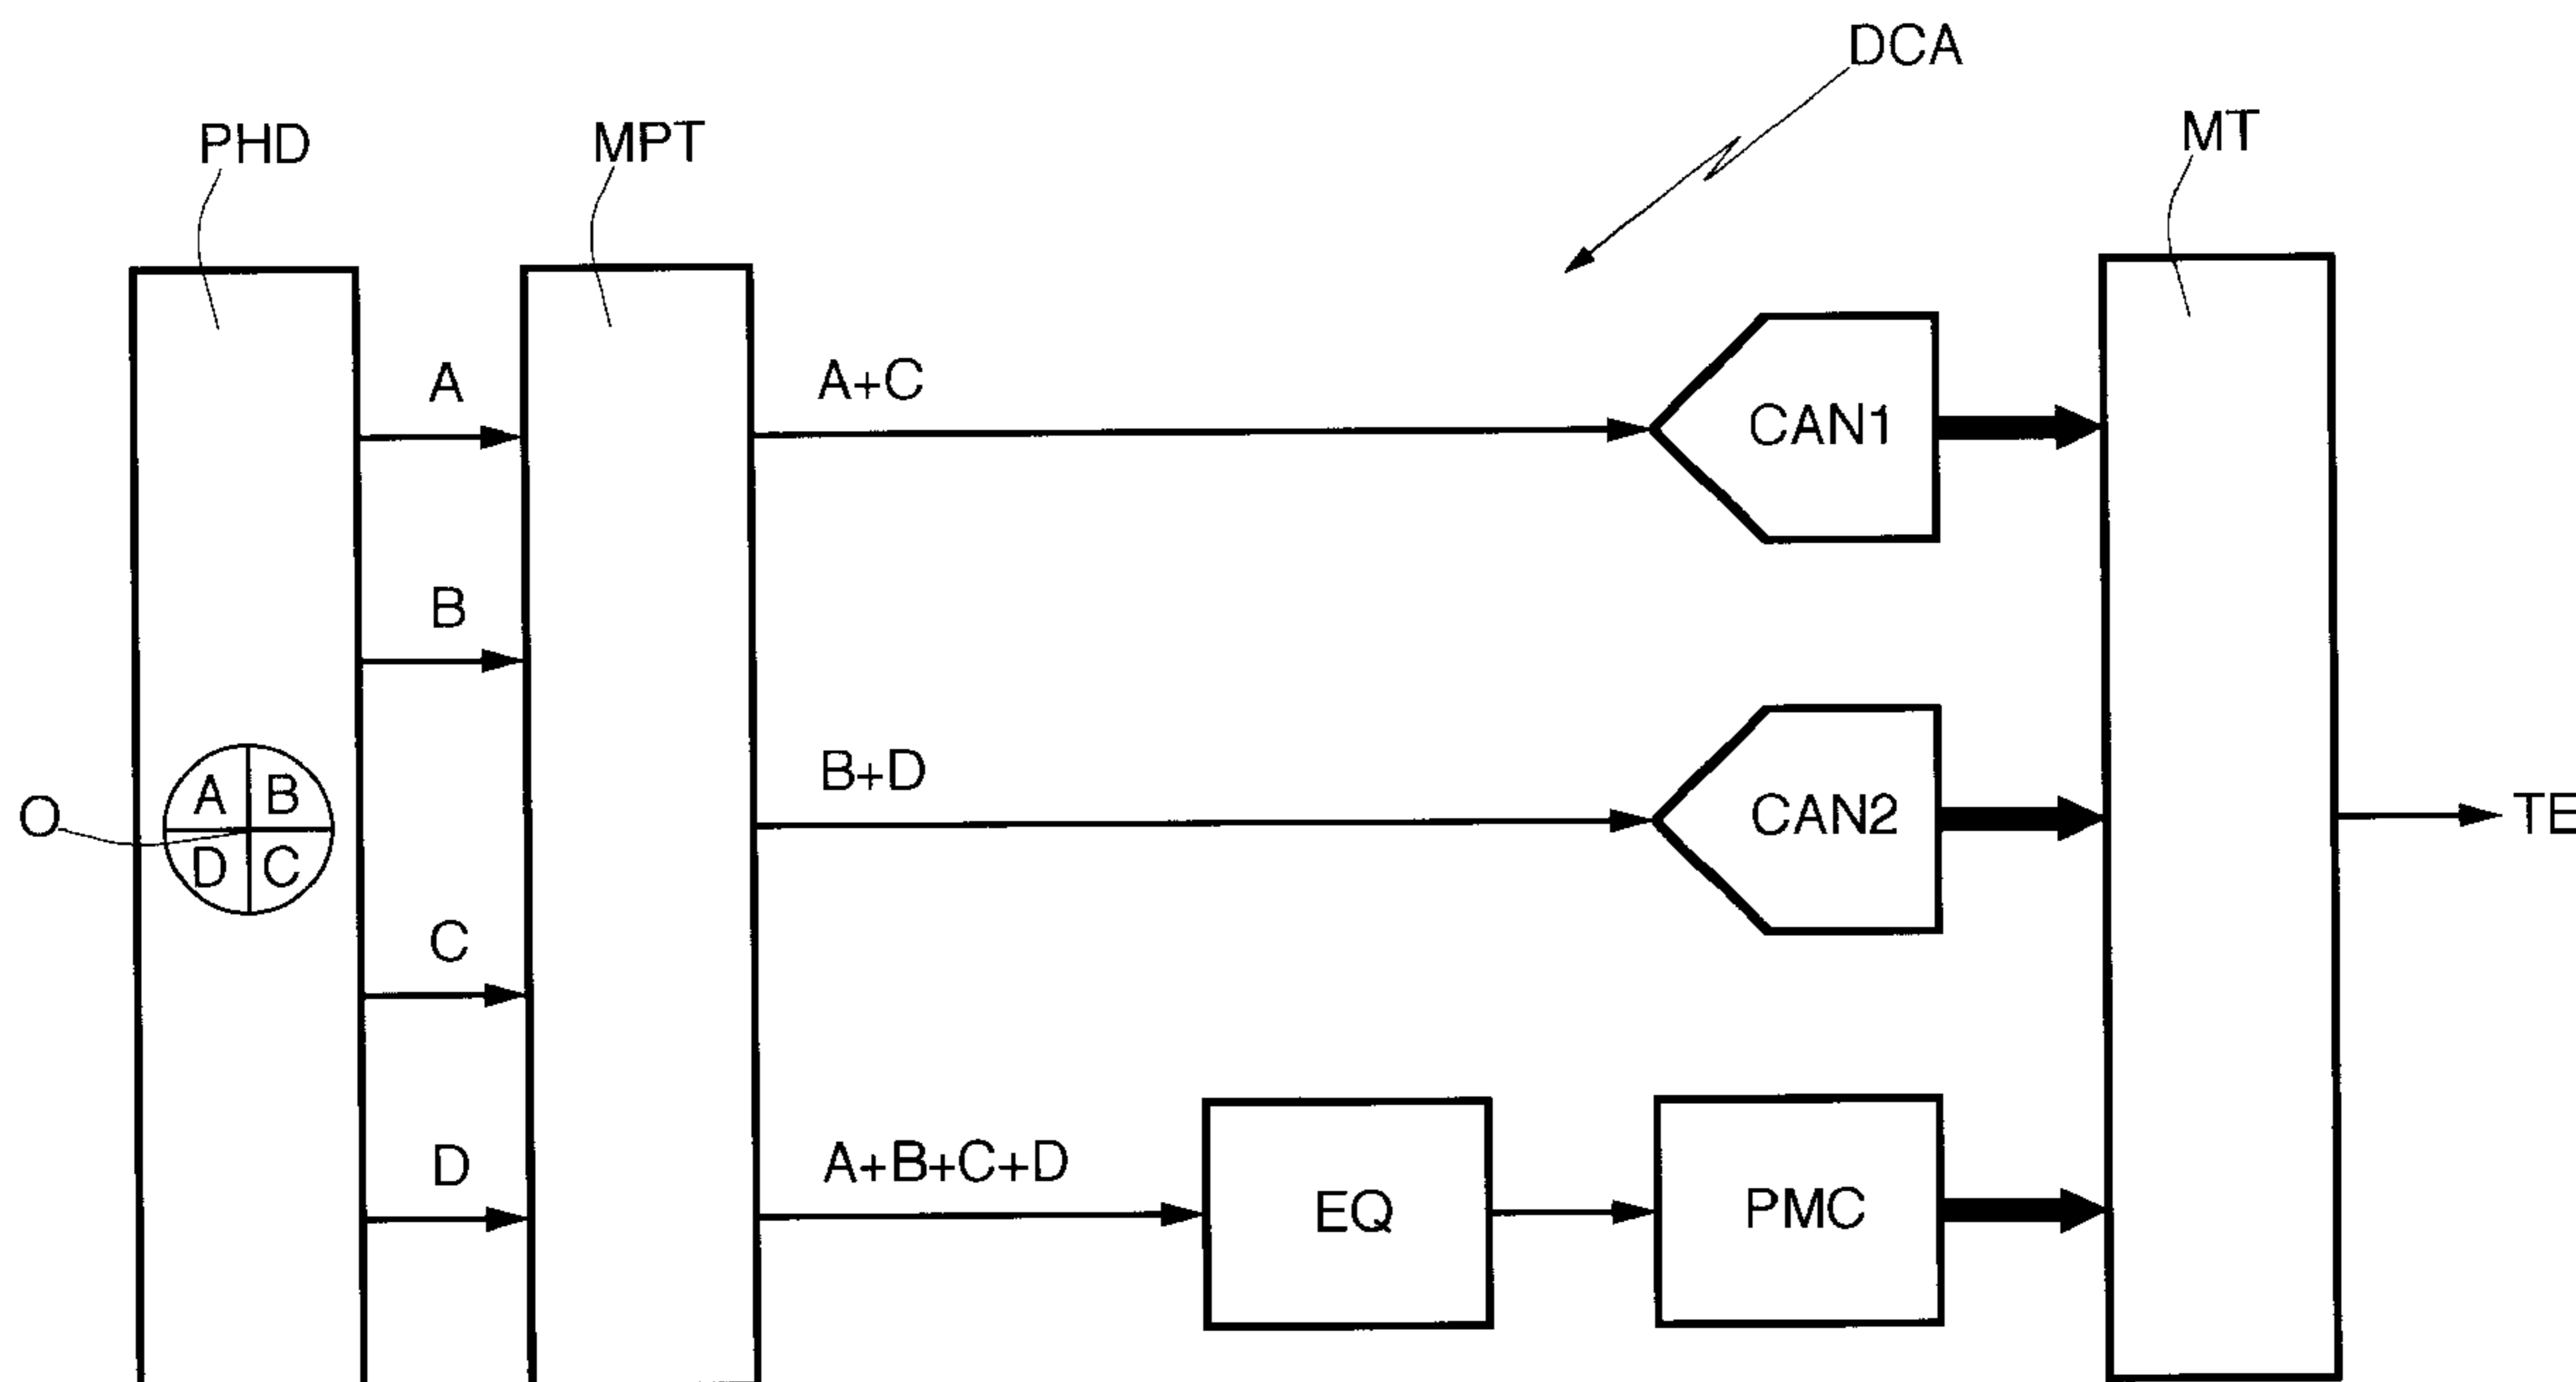 DCA
PHD
MPT
MT
A
A+C
CAN1
B
B+D
CAN2
A B
O
D C
TE
C
D
A+B+C+D
EQ
PMC